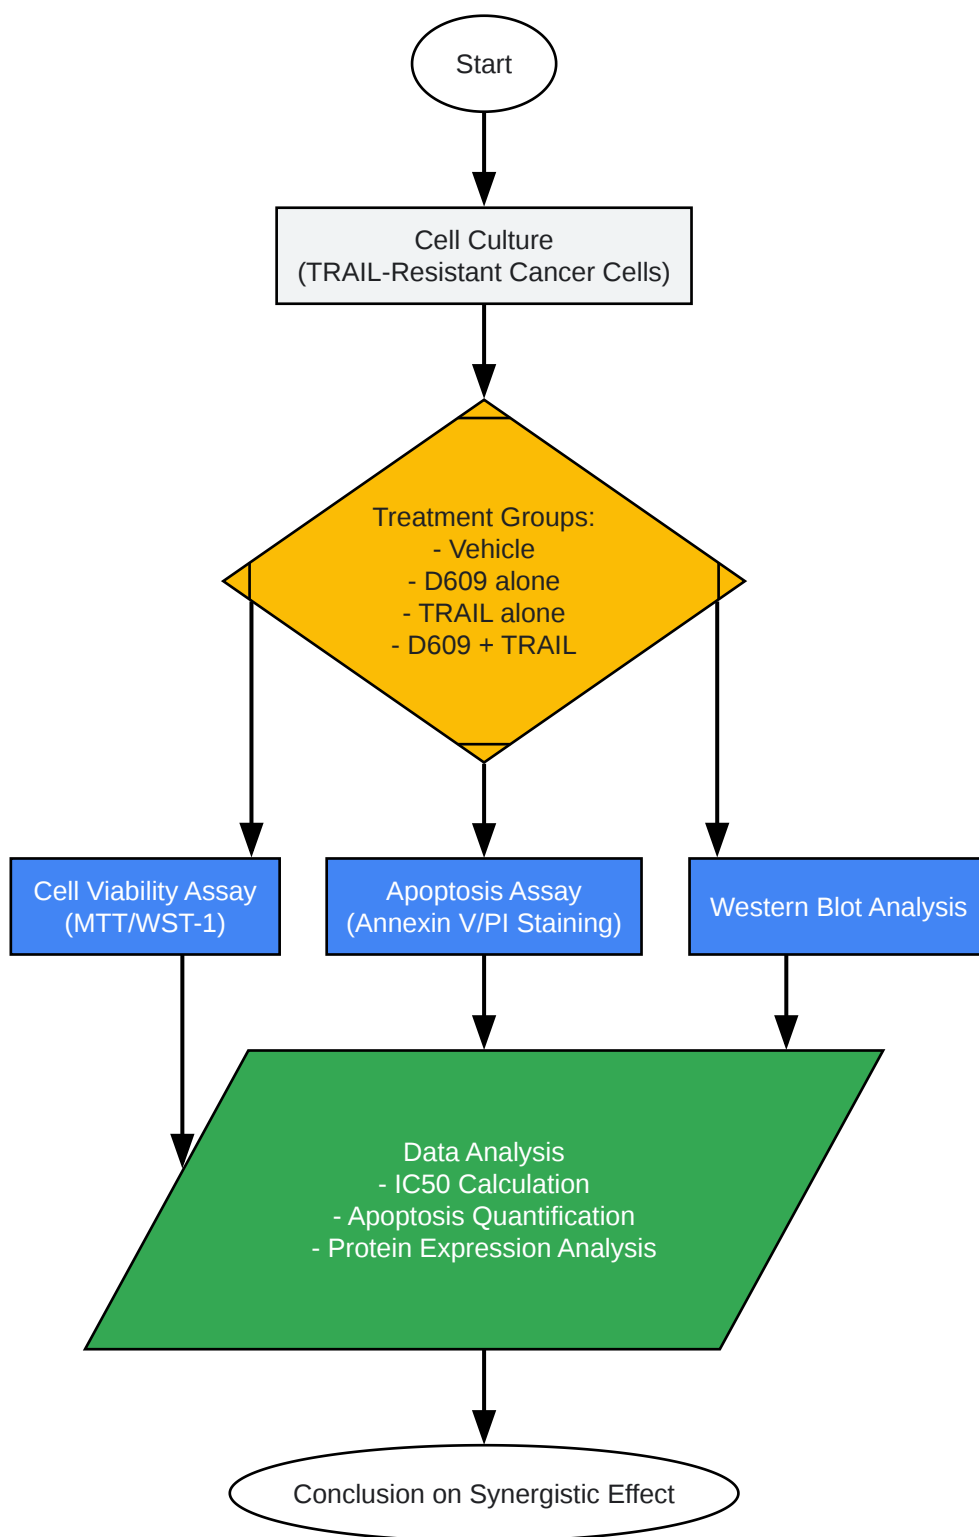 Start
Cell Culture
(TRAIL-Resistant Cancer Cells)
Treatment Groups:
- Vehicle
- D609 alone
- TRAIL alone
- D609 + TRAIL
Cell Viability Assay
(MTT/WST-1)
Apoptosis Assay
(Annexin V/PI Staining)
Western Blot Analysis
Data Analysis
- IC50 Calculation
- Apoptosis Quantification
- Protein Expression Analysis
Conclusion on Synergistic Effect